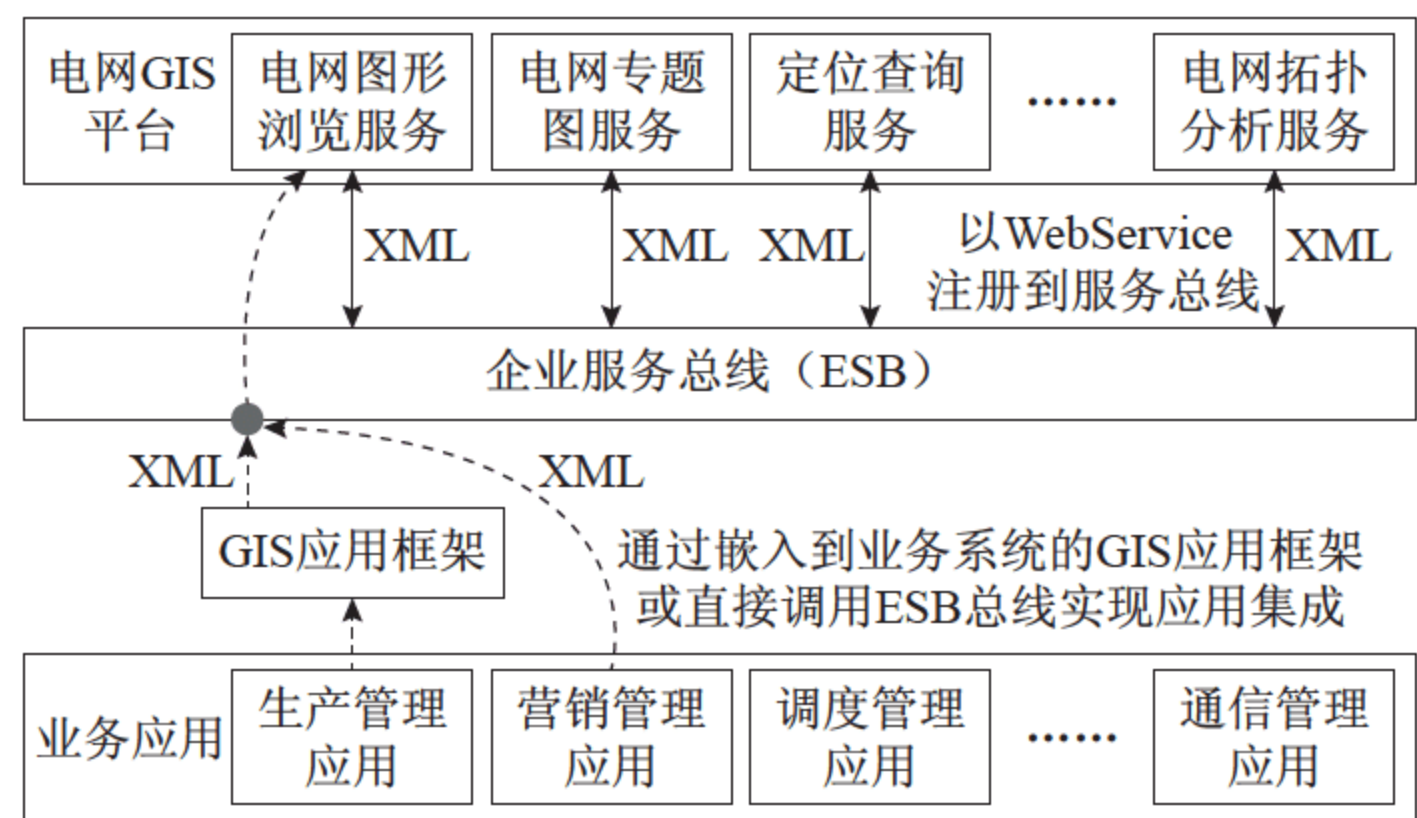 电网GIS
平台
电网图形
浏览服务
电网专题
图服务
定位查询
服务
……
电网拓扑
分析服务
XML
XML
XML
以WebService
注册到服务总线
XML
企业服务总线（ESB）
XML
XML
GIS应用框架
通过嵌入到业务系统的GIS应用框架
或直接调用ESB总线实现应用集成
业务应用
生产管理
应用
营销管理
应用
调度管理
应用
……
通信管理
应用